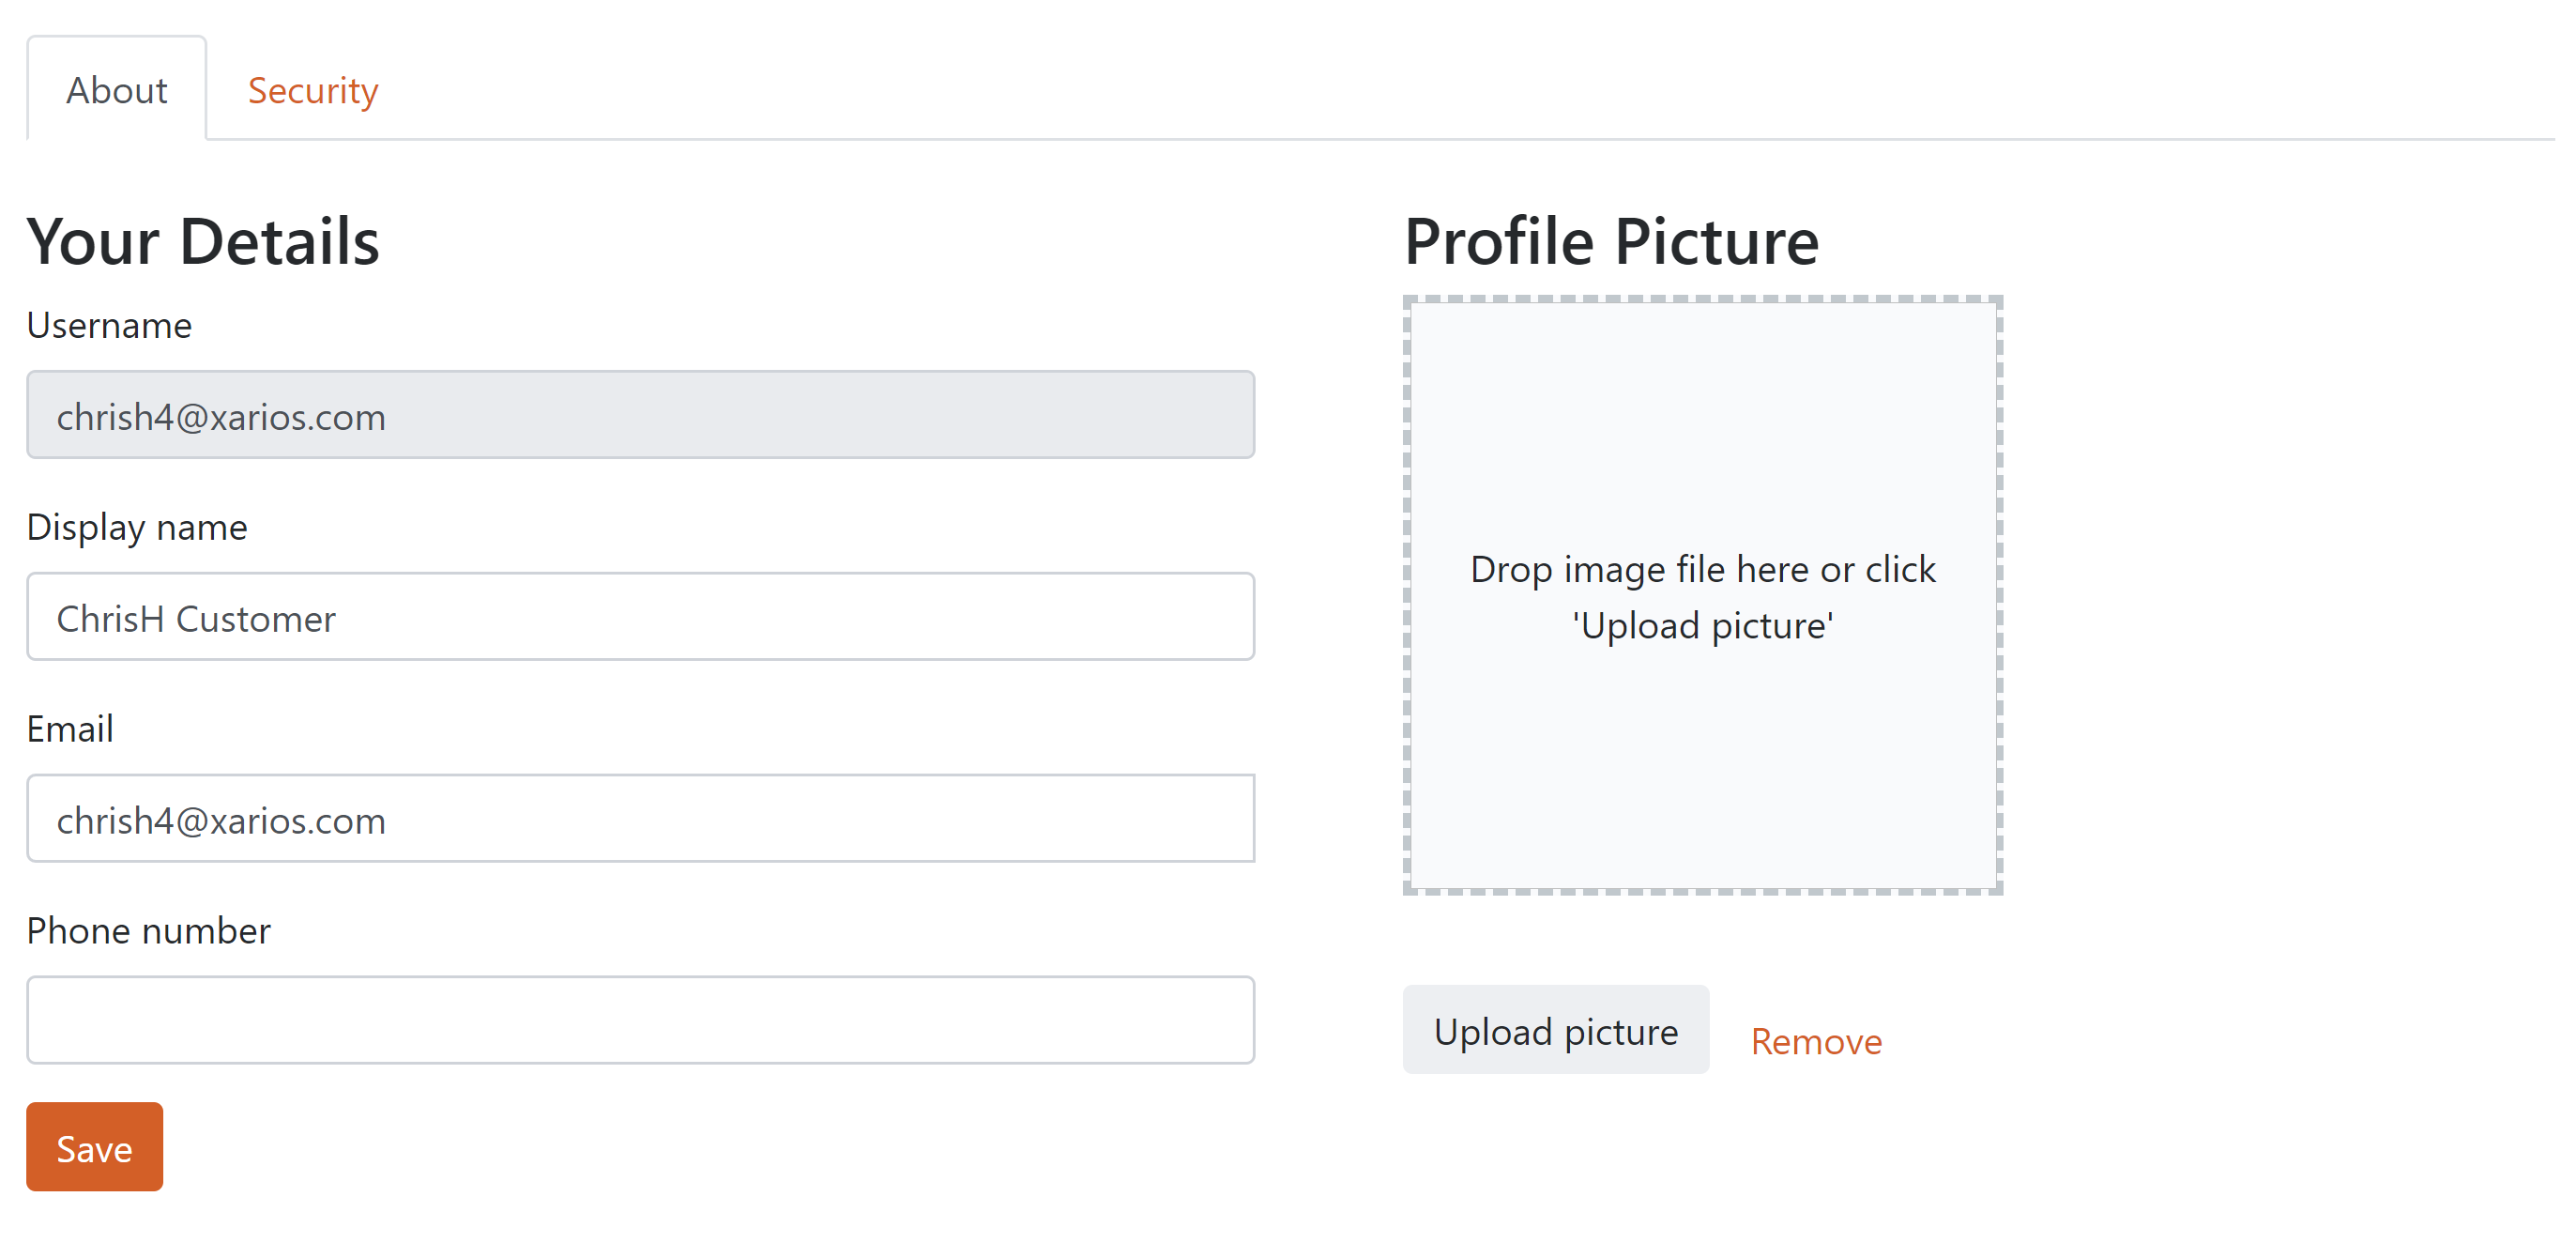 About
Security
Your Details
Username
chrish4@xarios.com
Display name
ChrisH Customer
Email
chrish4@xarios.com
Phone number
Save
Profile Picture
Drop image file here or click
'Upload picture'
Upload picture
Remove